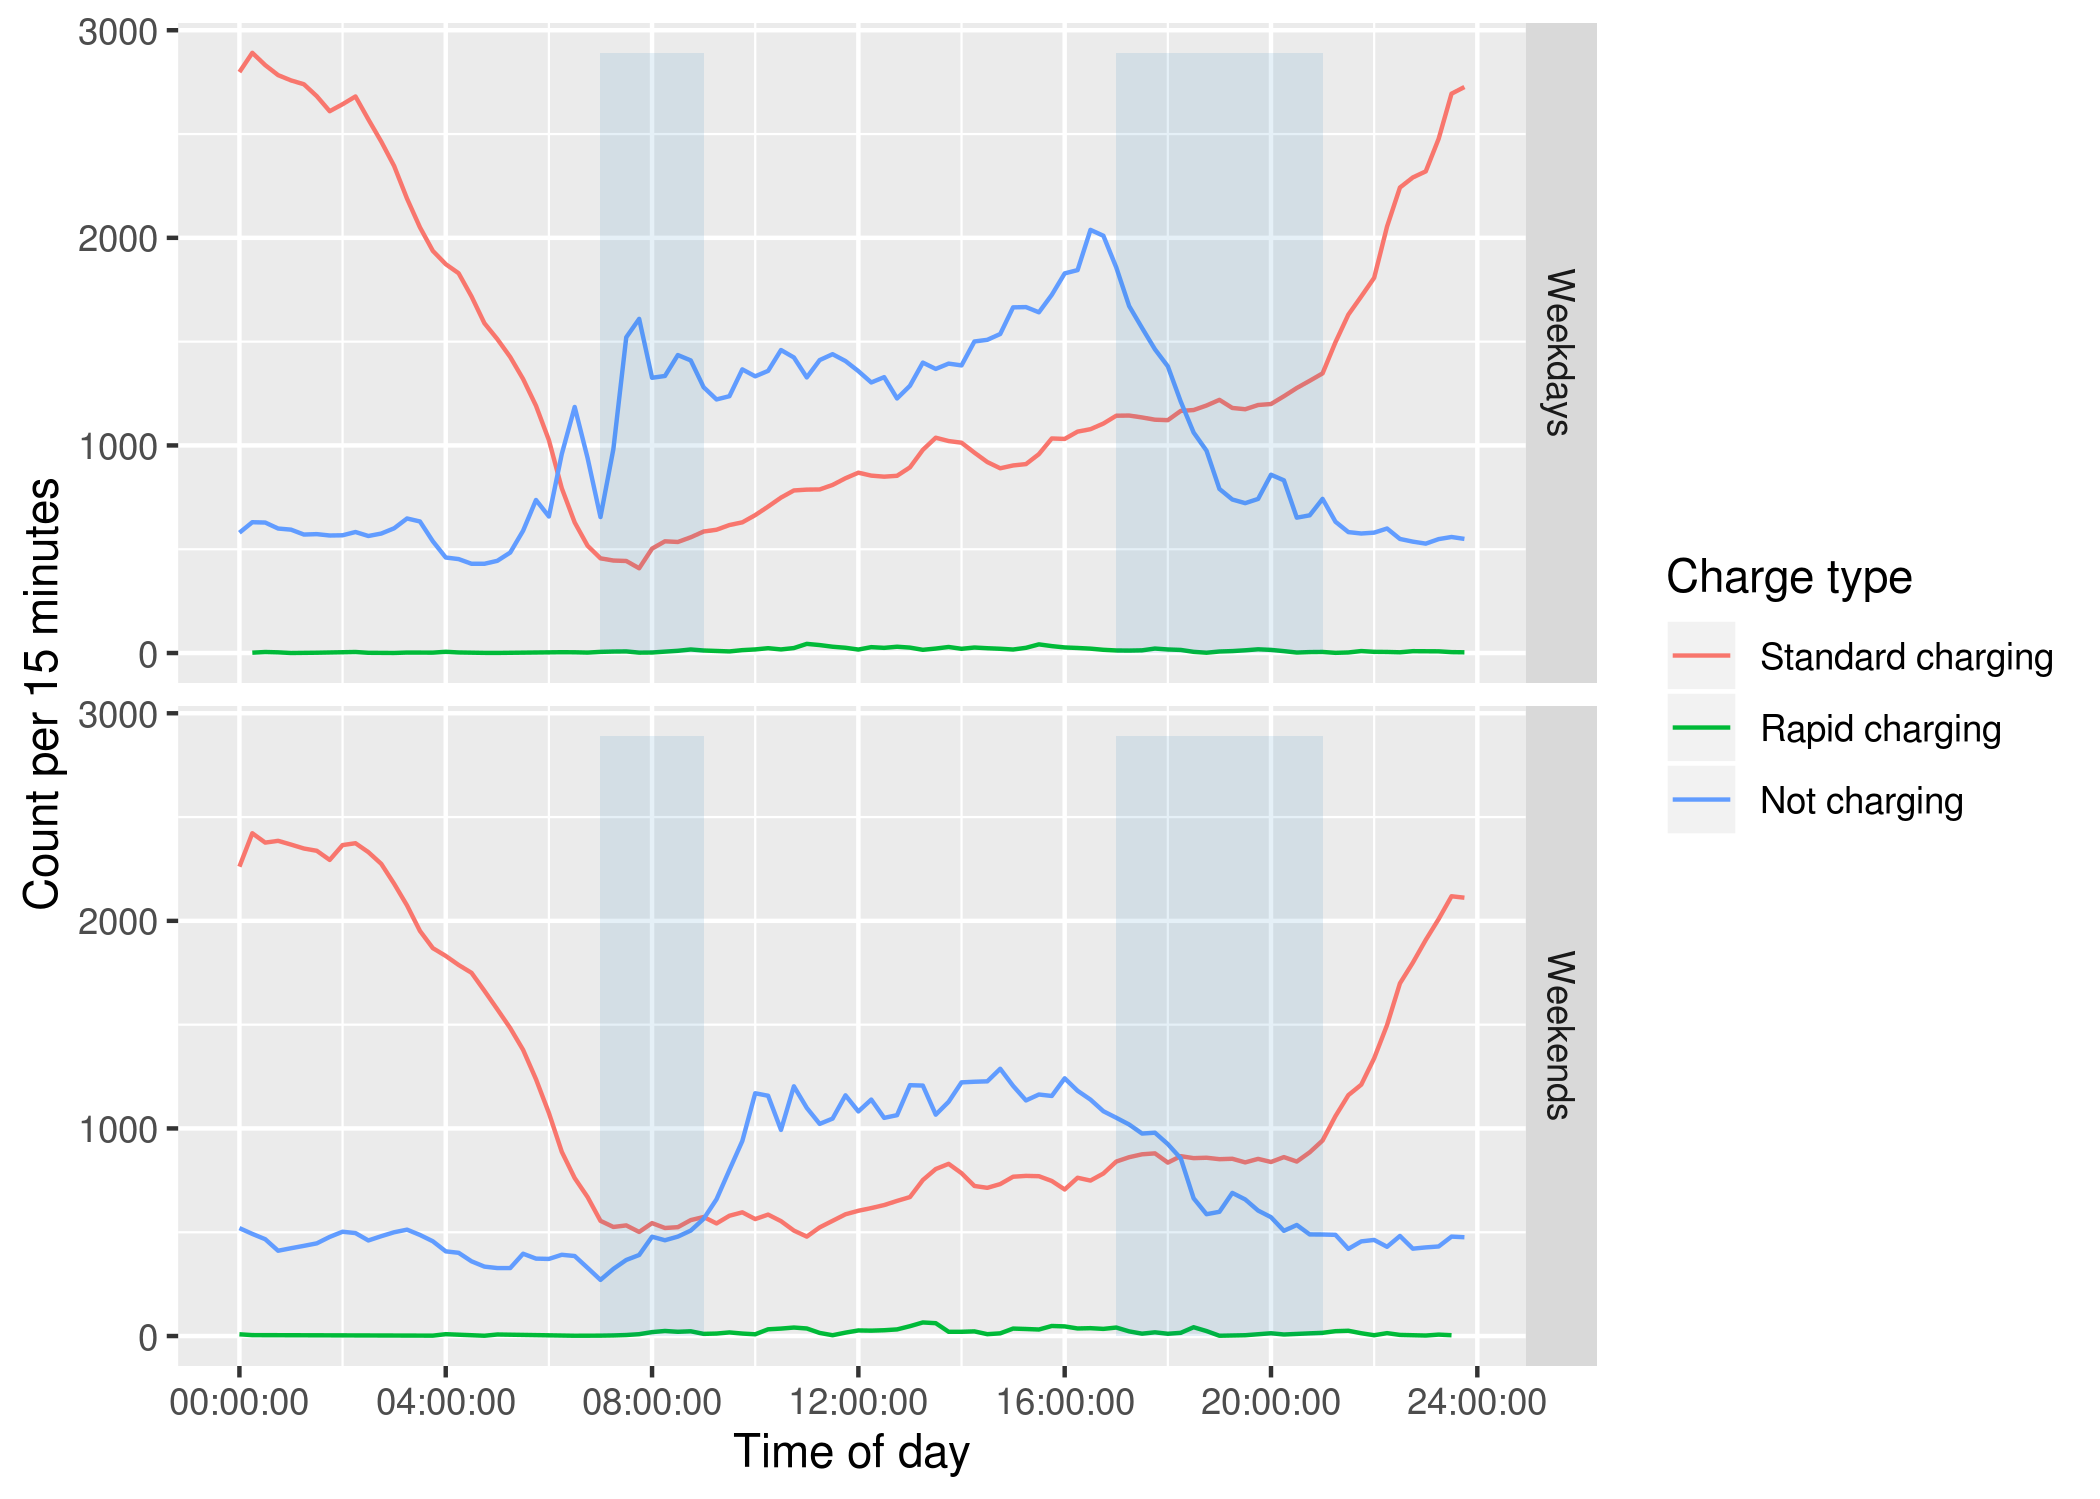 3000
2000
1000
0
Weekdays
3000
2000
1000
0
Weekends
00:00:00 04:00:00 08:00:00 12:00:00 16:00:00 20:00:00 24:00:00
Time of day
Count per 15 minutes
Charge type
Standard charging
Rapid charging
Not charging